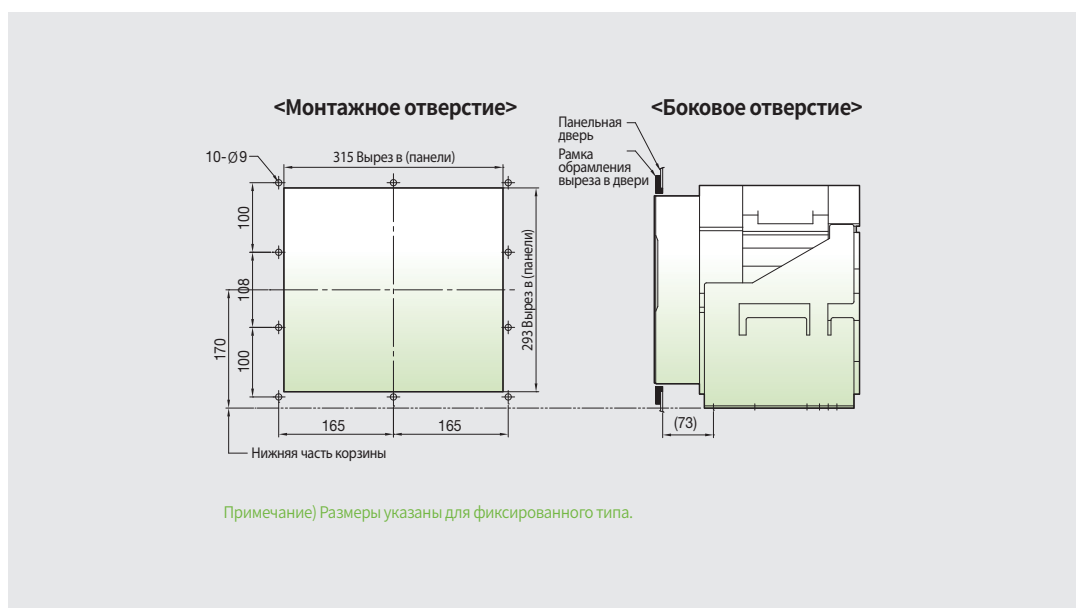 <Монтажное отверстие>
<Боковое отверстие>
Панельная
дверь
Рамка
обрамления
выреза в двери
10-Ø9
315 Вырез в (панели)
100
108
170
100
293 Вырез в (панели)
165
165
(73)
Нижняя часть корзины
Примечание) Размеры указаны для фиксированного типа.